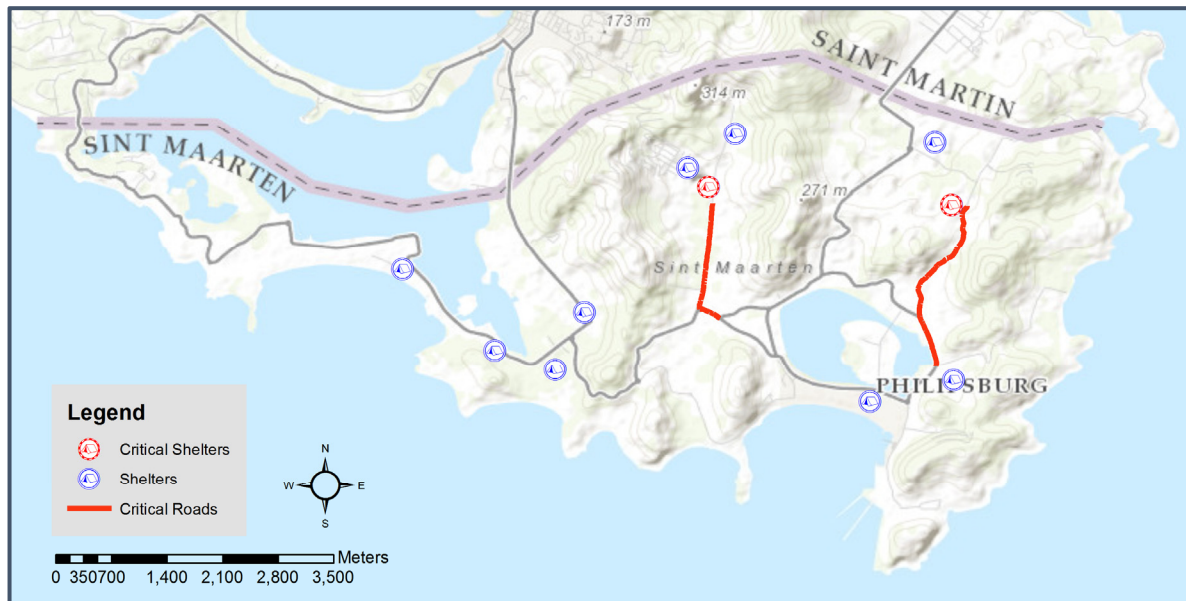 173 m
SAINT MARTIN
314 m
SINT MAARTEN
271 m
Sint Maarten
PHILIPSBURG
Legend
Critical Shelters
Shelters
Critical Roads
N
W E
S
Meters
0 350700 1,400 2,100 2,800 3,500